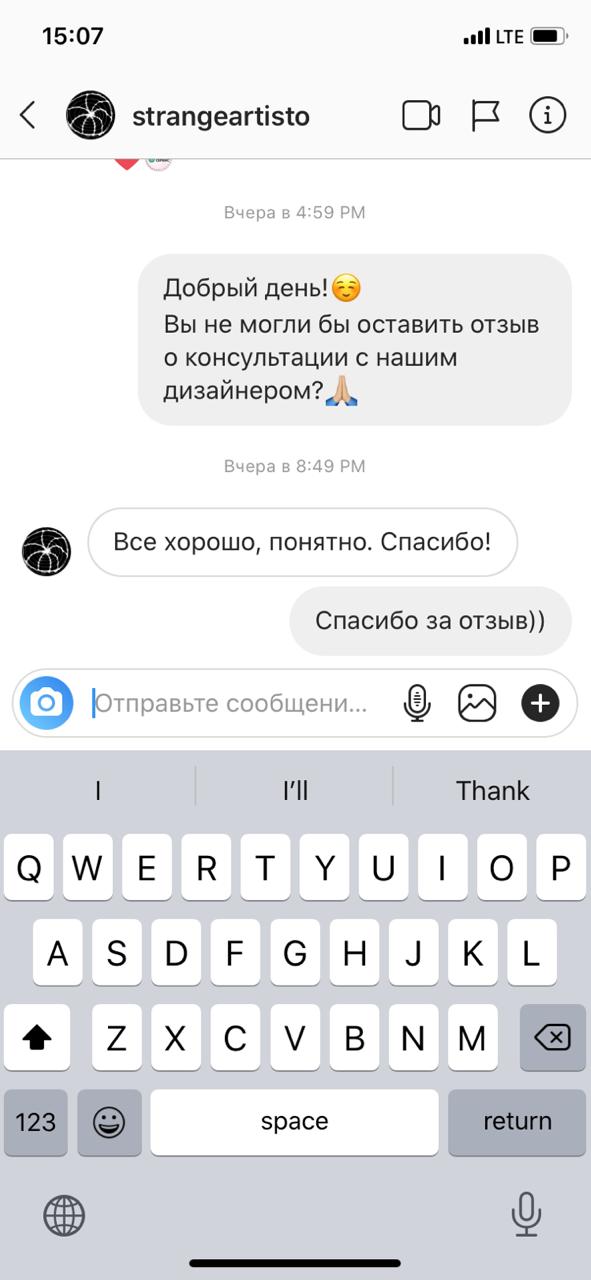 15:07
LTE
strangeartisto
Вчера в 4:59 PM
Добрый день!☺️
Вы не могли бы оставить отзыв
о консультации с нашим
дизайнером?🙏🏼
Вчера в 8:49 PM
Все хорошо, понятно. Спасибо!
Спасибо за отзыв))
Отправьте сообщени...
I I’ll Thank
Q W E R T Y U I O P
A S D F G H J K L
Z X C V B N M
123 space return